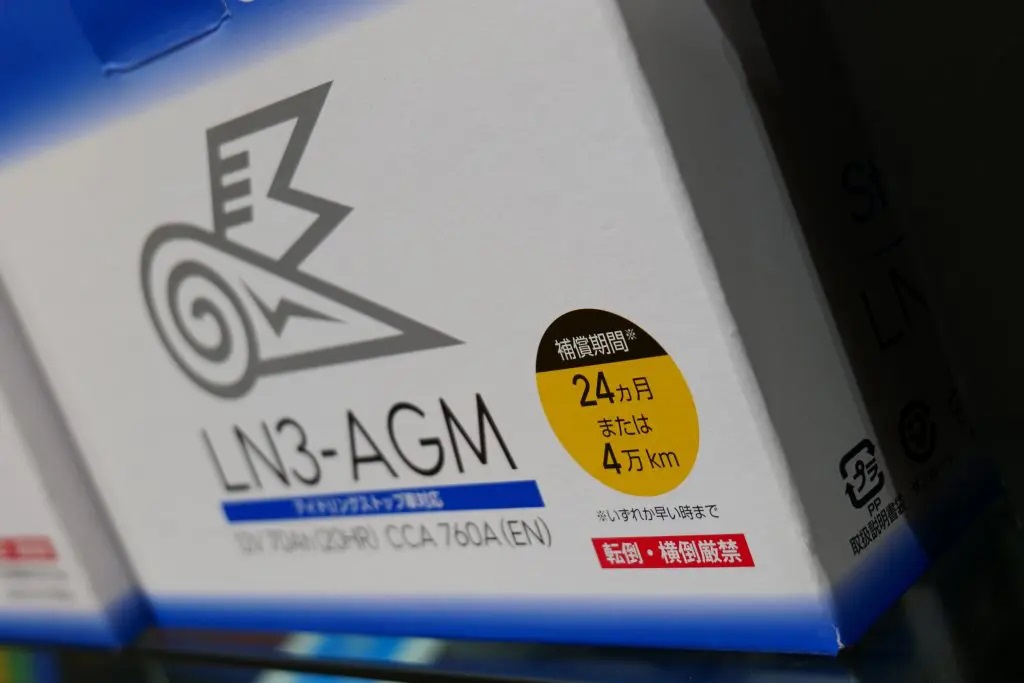 LN3-AGM
アイドリングストップ車対応
12V 70Ah(20HR) CCA 760A(EN)
補償期間※
24ヵ月
または
4万km
※いずれか早い時まで
転倒・横倒厳禁
プラ
PP
取扱説明書袋
LN